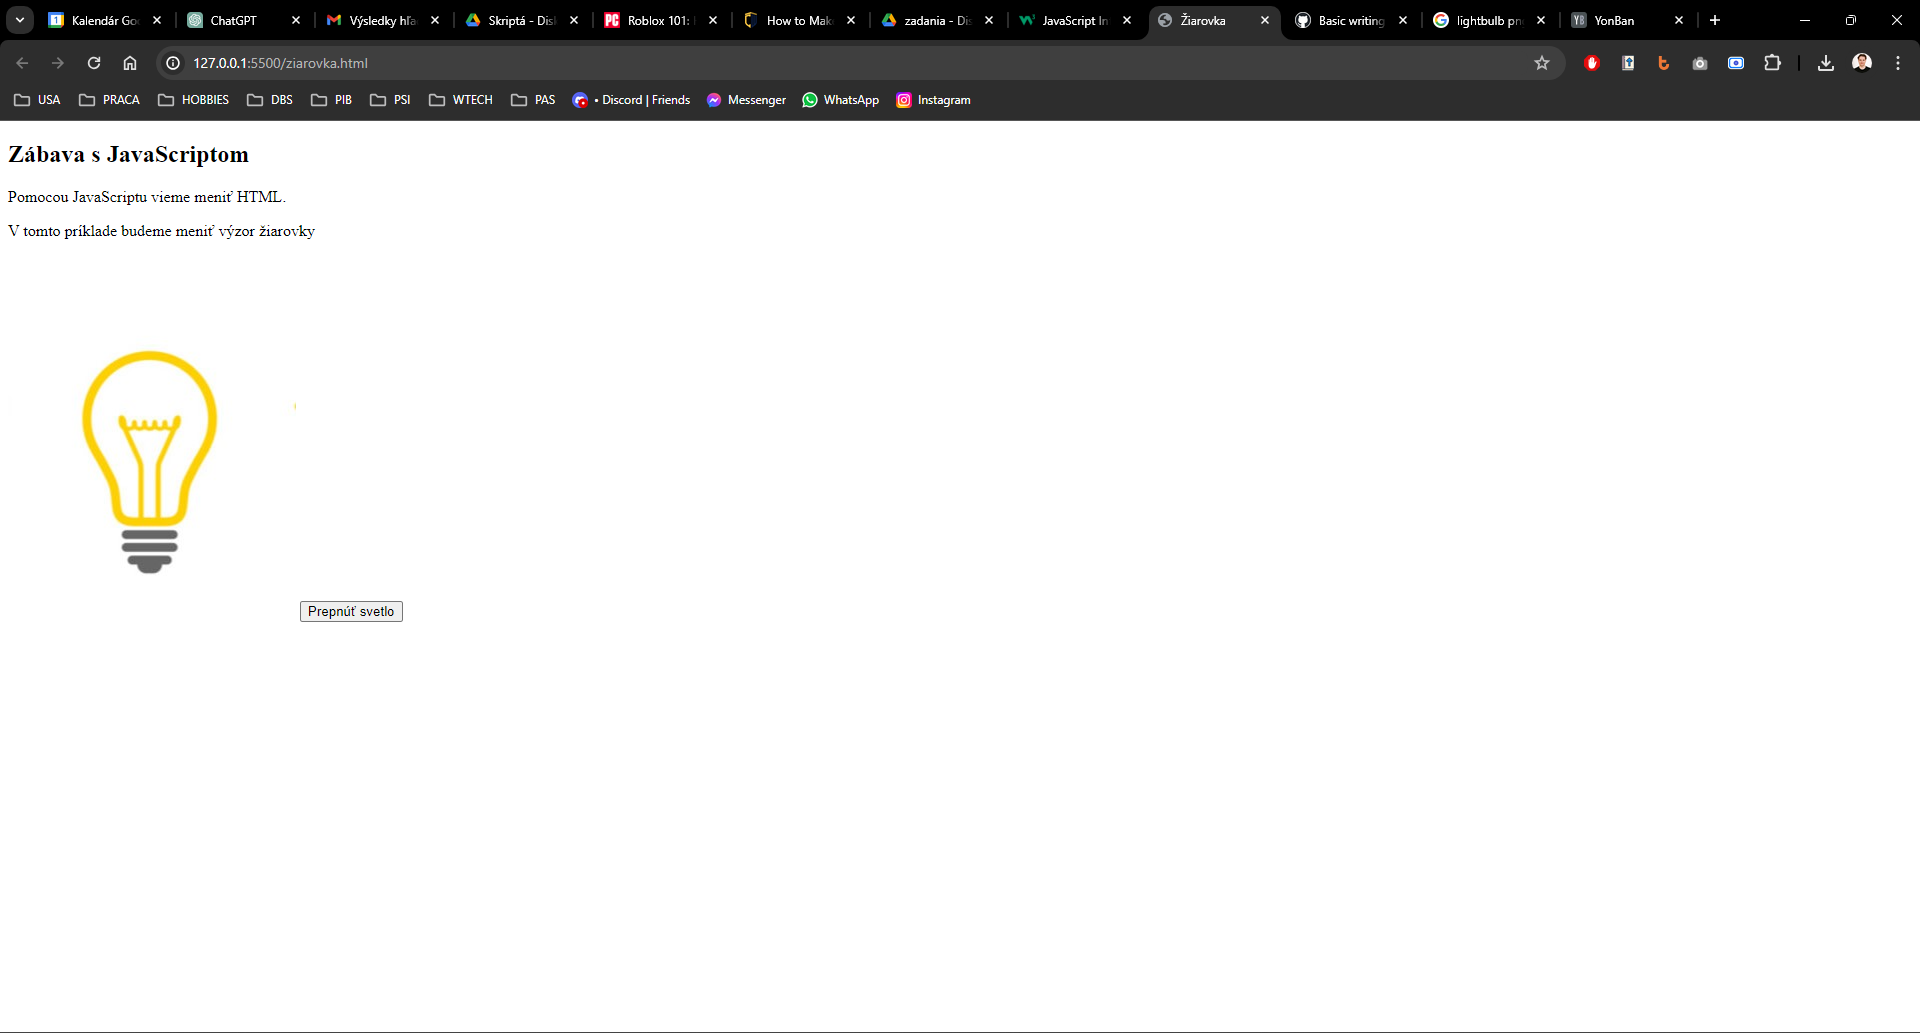 Kalendár Go
ChatGPT
Výsledky hľa
Skriptá - Dis
Roblox 101:
How to Mak
zadania - Dis
JavaScript In
Žiarovka
Basic writing
lightbulb pn
YB YonBan
127.0.0.1:5500/ziarovka.html
USA
PRACA
HOBBIES
DBS
PIB
PSI
WTECH
PAS
• Discord | Friends
Messenger
WhatsApp
Instagram
Zábava s JavaScriptom
Pomocou JavaScriptu vieme meniť HTML.
V tomto príklade budeme meniť výzor žiarovky
Prepnúť svetlo